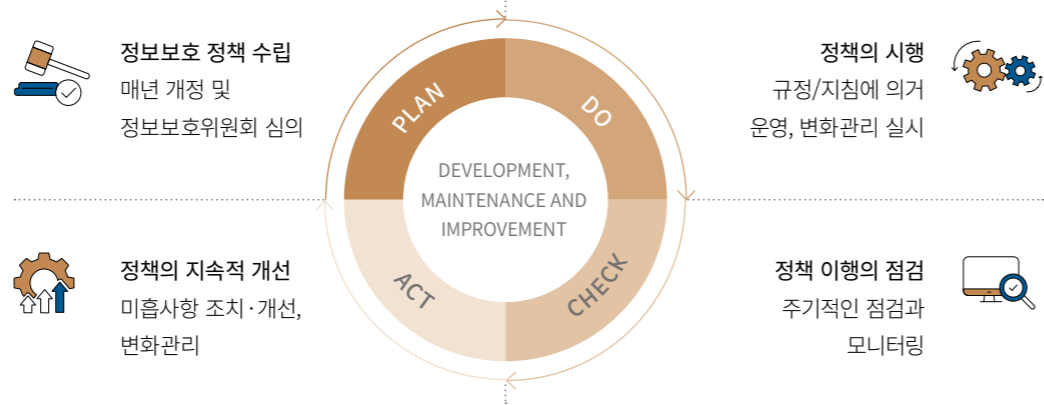 정보보호 정책 수립
매년 개정 및
정보보호위원회 심의
정책의 시행
규정/지침에 의거
운영, 변화관리 실시
PLAN
DO
DEVELOPMENT,
MAINTENANCE AND
IMPROVEMENT
ACT
CHECK
정책의 지속적 개선
미흡사항 조치·개선,
변화관리
정책 이행의 점검
주기적인 점검과
모니터링